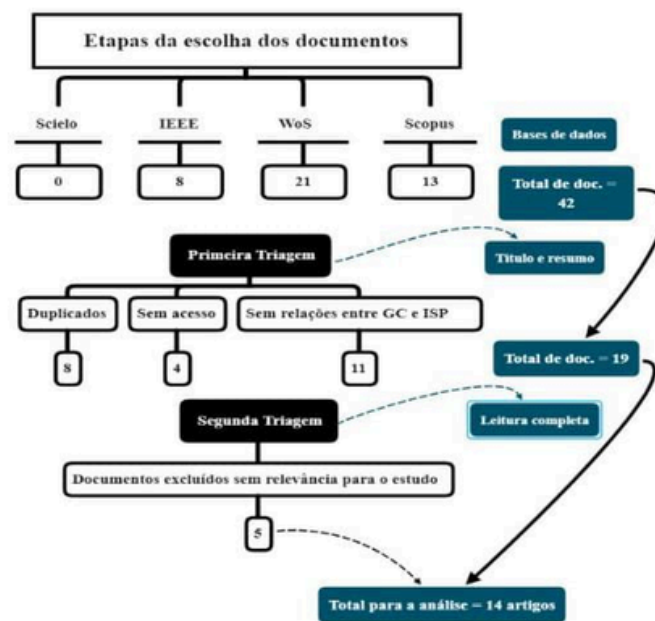 Etapas da escolha dos documentos
Scielo
IEEE
WoS
Scopus
Bases de dados
0
8
21
13
Total de doc. =
42
Primeira Triagem
Título e resumo
Duplicados
Sem acesso
Sem relações entre GC e ISP
8
4
11
Total de doc. = 19
Segunda Triagem
Leitura completa
Documentos excluídos sem relevância para o estudo
5
Total para a análise = 14 artigos